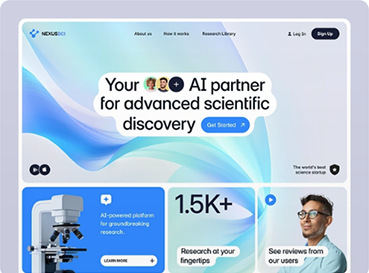 NEXUSSCI
About us
How it works
Research Library
Log In
Sign Up
Your + AI partner
for advanced scientific
discovery
Get Started
The world's best
science startup
AI-powered platform
for groundbreaking
research.
LEARN MORE
1.5K+
Research at your
fingertips
See reviews from
our users